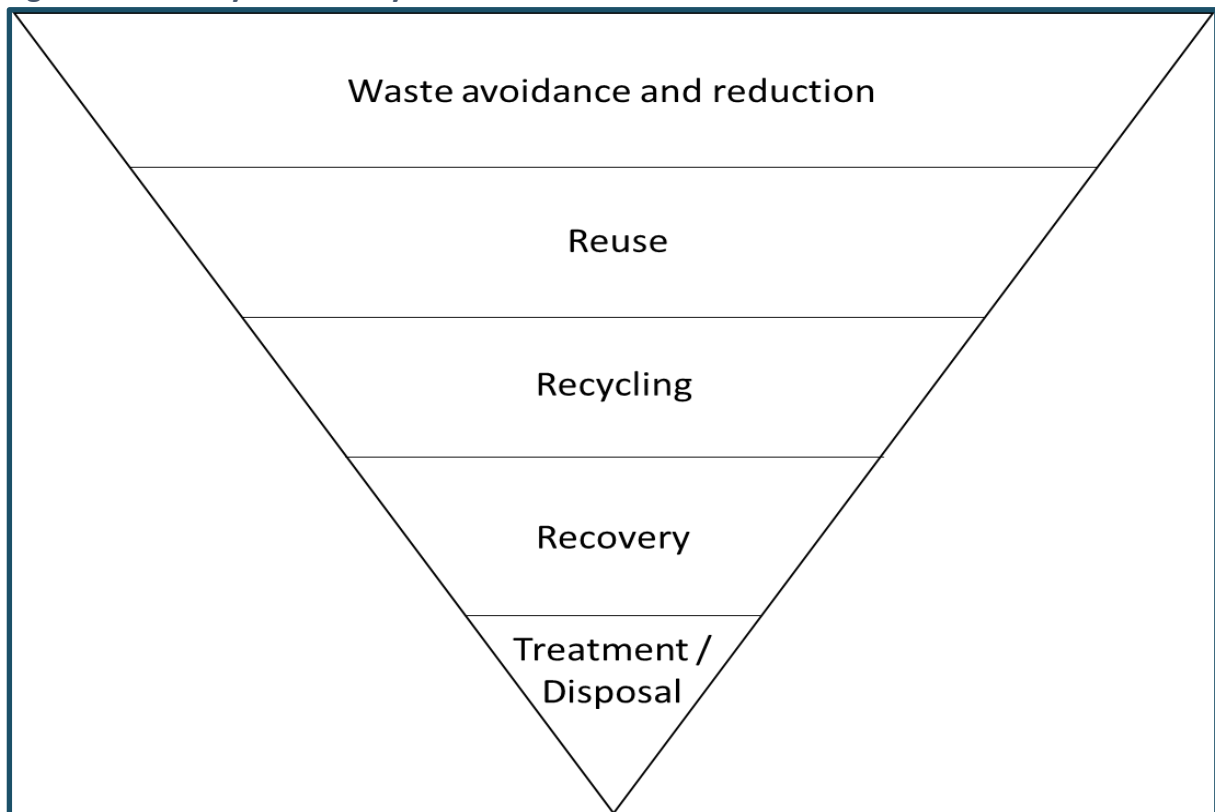 Waste avoidance and reduction
Reuse
Recycling
Recovery
Treatment /
Disposal